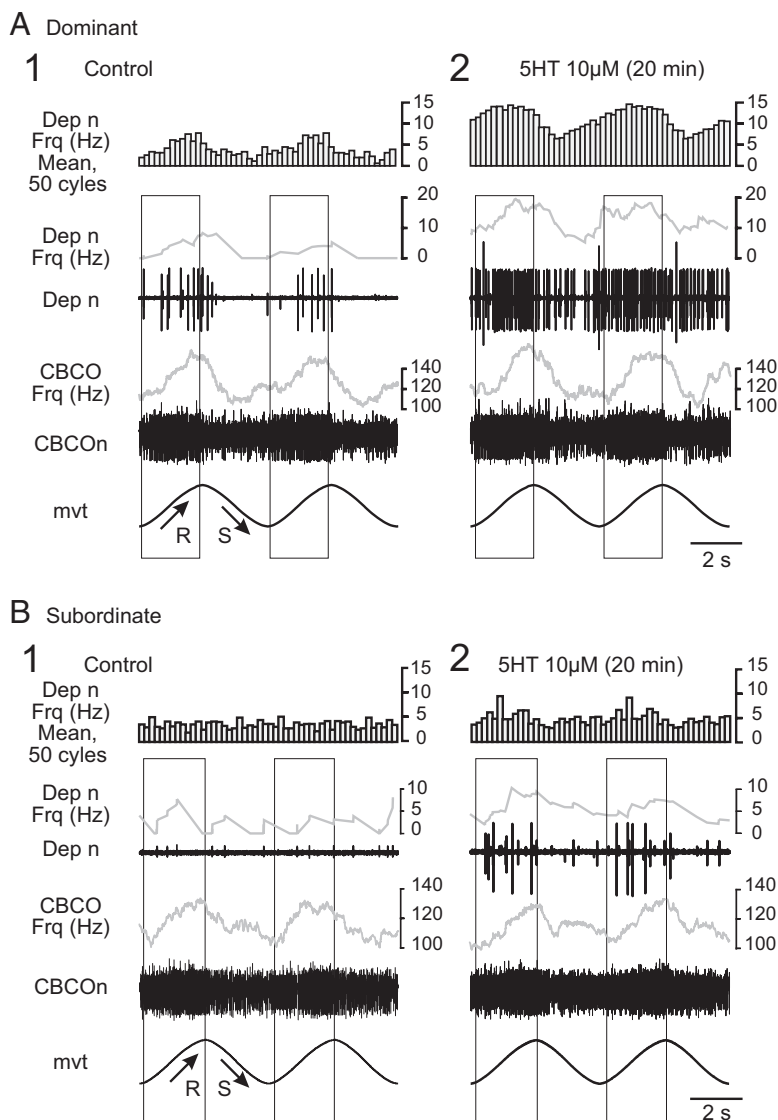 A Dominant
1 Control
2 5HT 10µM (20 min)
Dep n
Frq (Hz)
Mean,
50 cyles
15
10
5
0
15
10
5
0
Dep n
Frq (Hz)
20
10
0
20
10
0
Dep n
CBCO
Frq (Hz)
140
120
100
140
120
100
CBCOn
mvt
R S
2 s
B Subordinate
1 Control
2 5HT 10µM (20 min)
Dep n
Frq (Hz)
Mean,
50 cyles
15
10
5
0
15
10
5
0
Dep n
Frq (Hz)
10
5
0
10
5
0
Dep n
CBCO
Frq (Hz)
140
120
100
140
120
100
CBCOn
mvt
R S
2 s